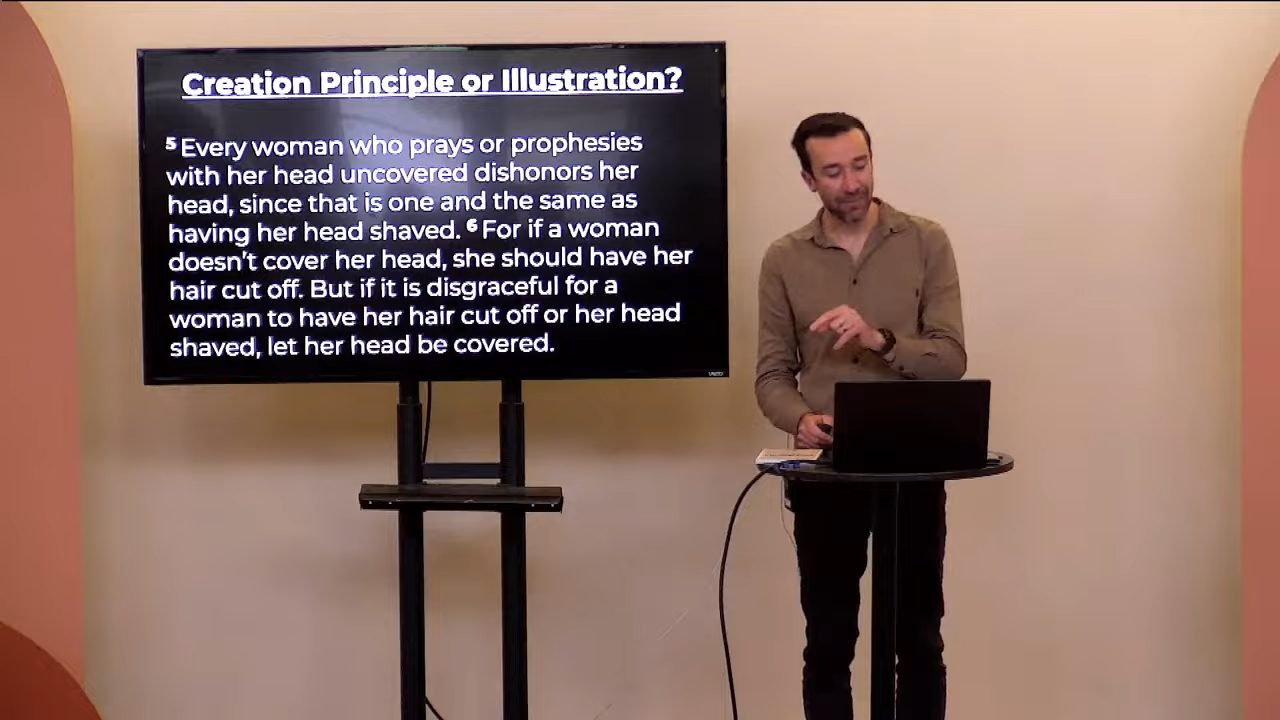 Creation Principle or Illustration?
⁵ Every woman who prays or prophesies
with her head uncovered dishonors her
head, since that is one and the same as
having her head shaved. ⁶ For if a woman
doesn't cover her head, she should have her
hair cut off. But if it is disgraceful for a
woman to have her hair cut off or her head
shaved, let her head be covered.
VIZIO